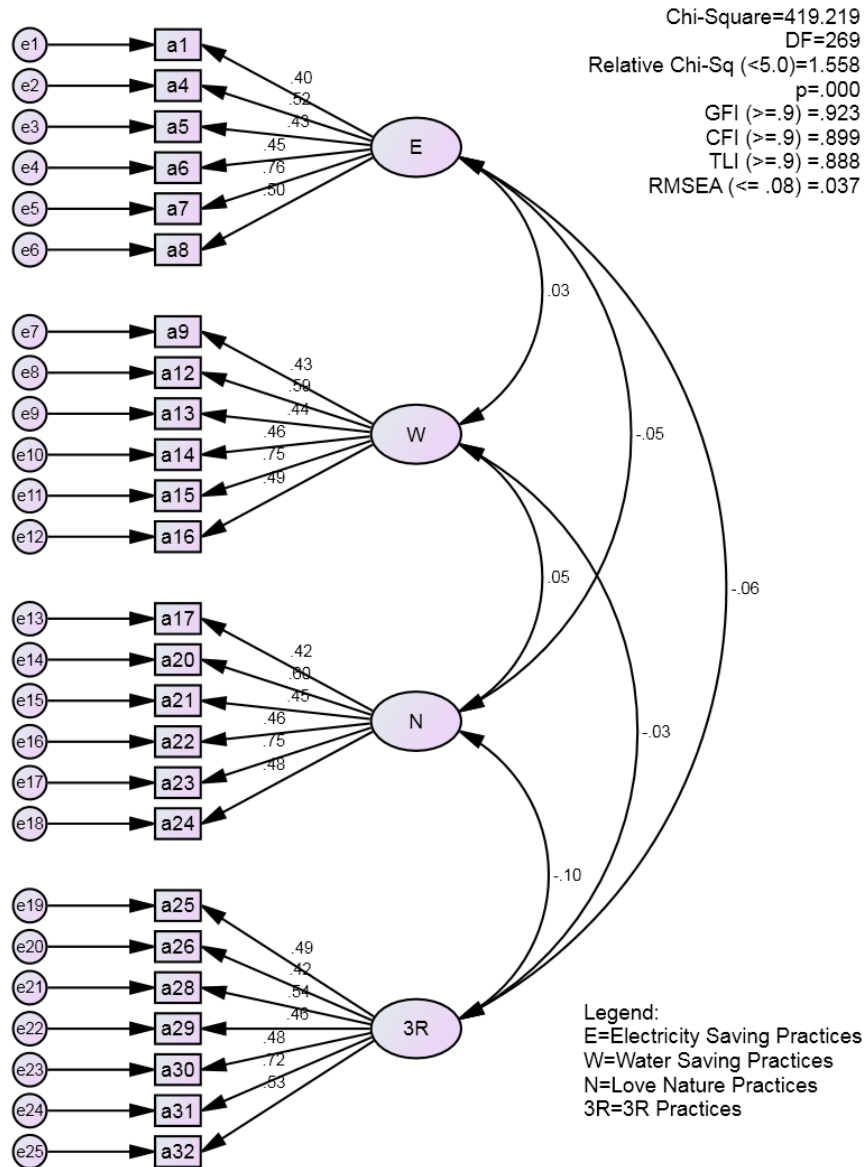 Chi-Square=419.219
DF=269
Relative Chi-Sq (<5.0)=1.558
p=.000
GFI (>=.9) =.923
CFI (>=.9) =.899
TLI (>=.9) =.888
RMSEA (<= .08) =.037
e1 a1 .40
e2 a4 .52
e3 a5 .43
e4 a6 .45
e5 a7 .76
e6 a8 .50
E
.03
e7 a9 .43
e8 a12 .59
e9 a13 .44
e10 a14 .46
e11 a15 .75
e12 a16 .49
W
-.05
.05
-.06
e13 a17 .42
e14 a20 .60
e15 a21 .45
e16 a22 .46
e17 a23 .75
e18 a24 .48
N
-.03
-.10
e19 a25 .49
e20 a26 .42
e21 a28 .54
e22 a29 .46
e23 a30 .48
e24 a31 .72
e25 a32 .53
3R
Legend:
E=Electricity Saving Practices
W=Water Saving Practices
N=Love Nature Practices
3R=3R Practices